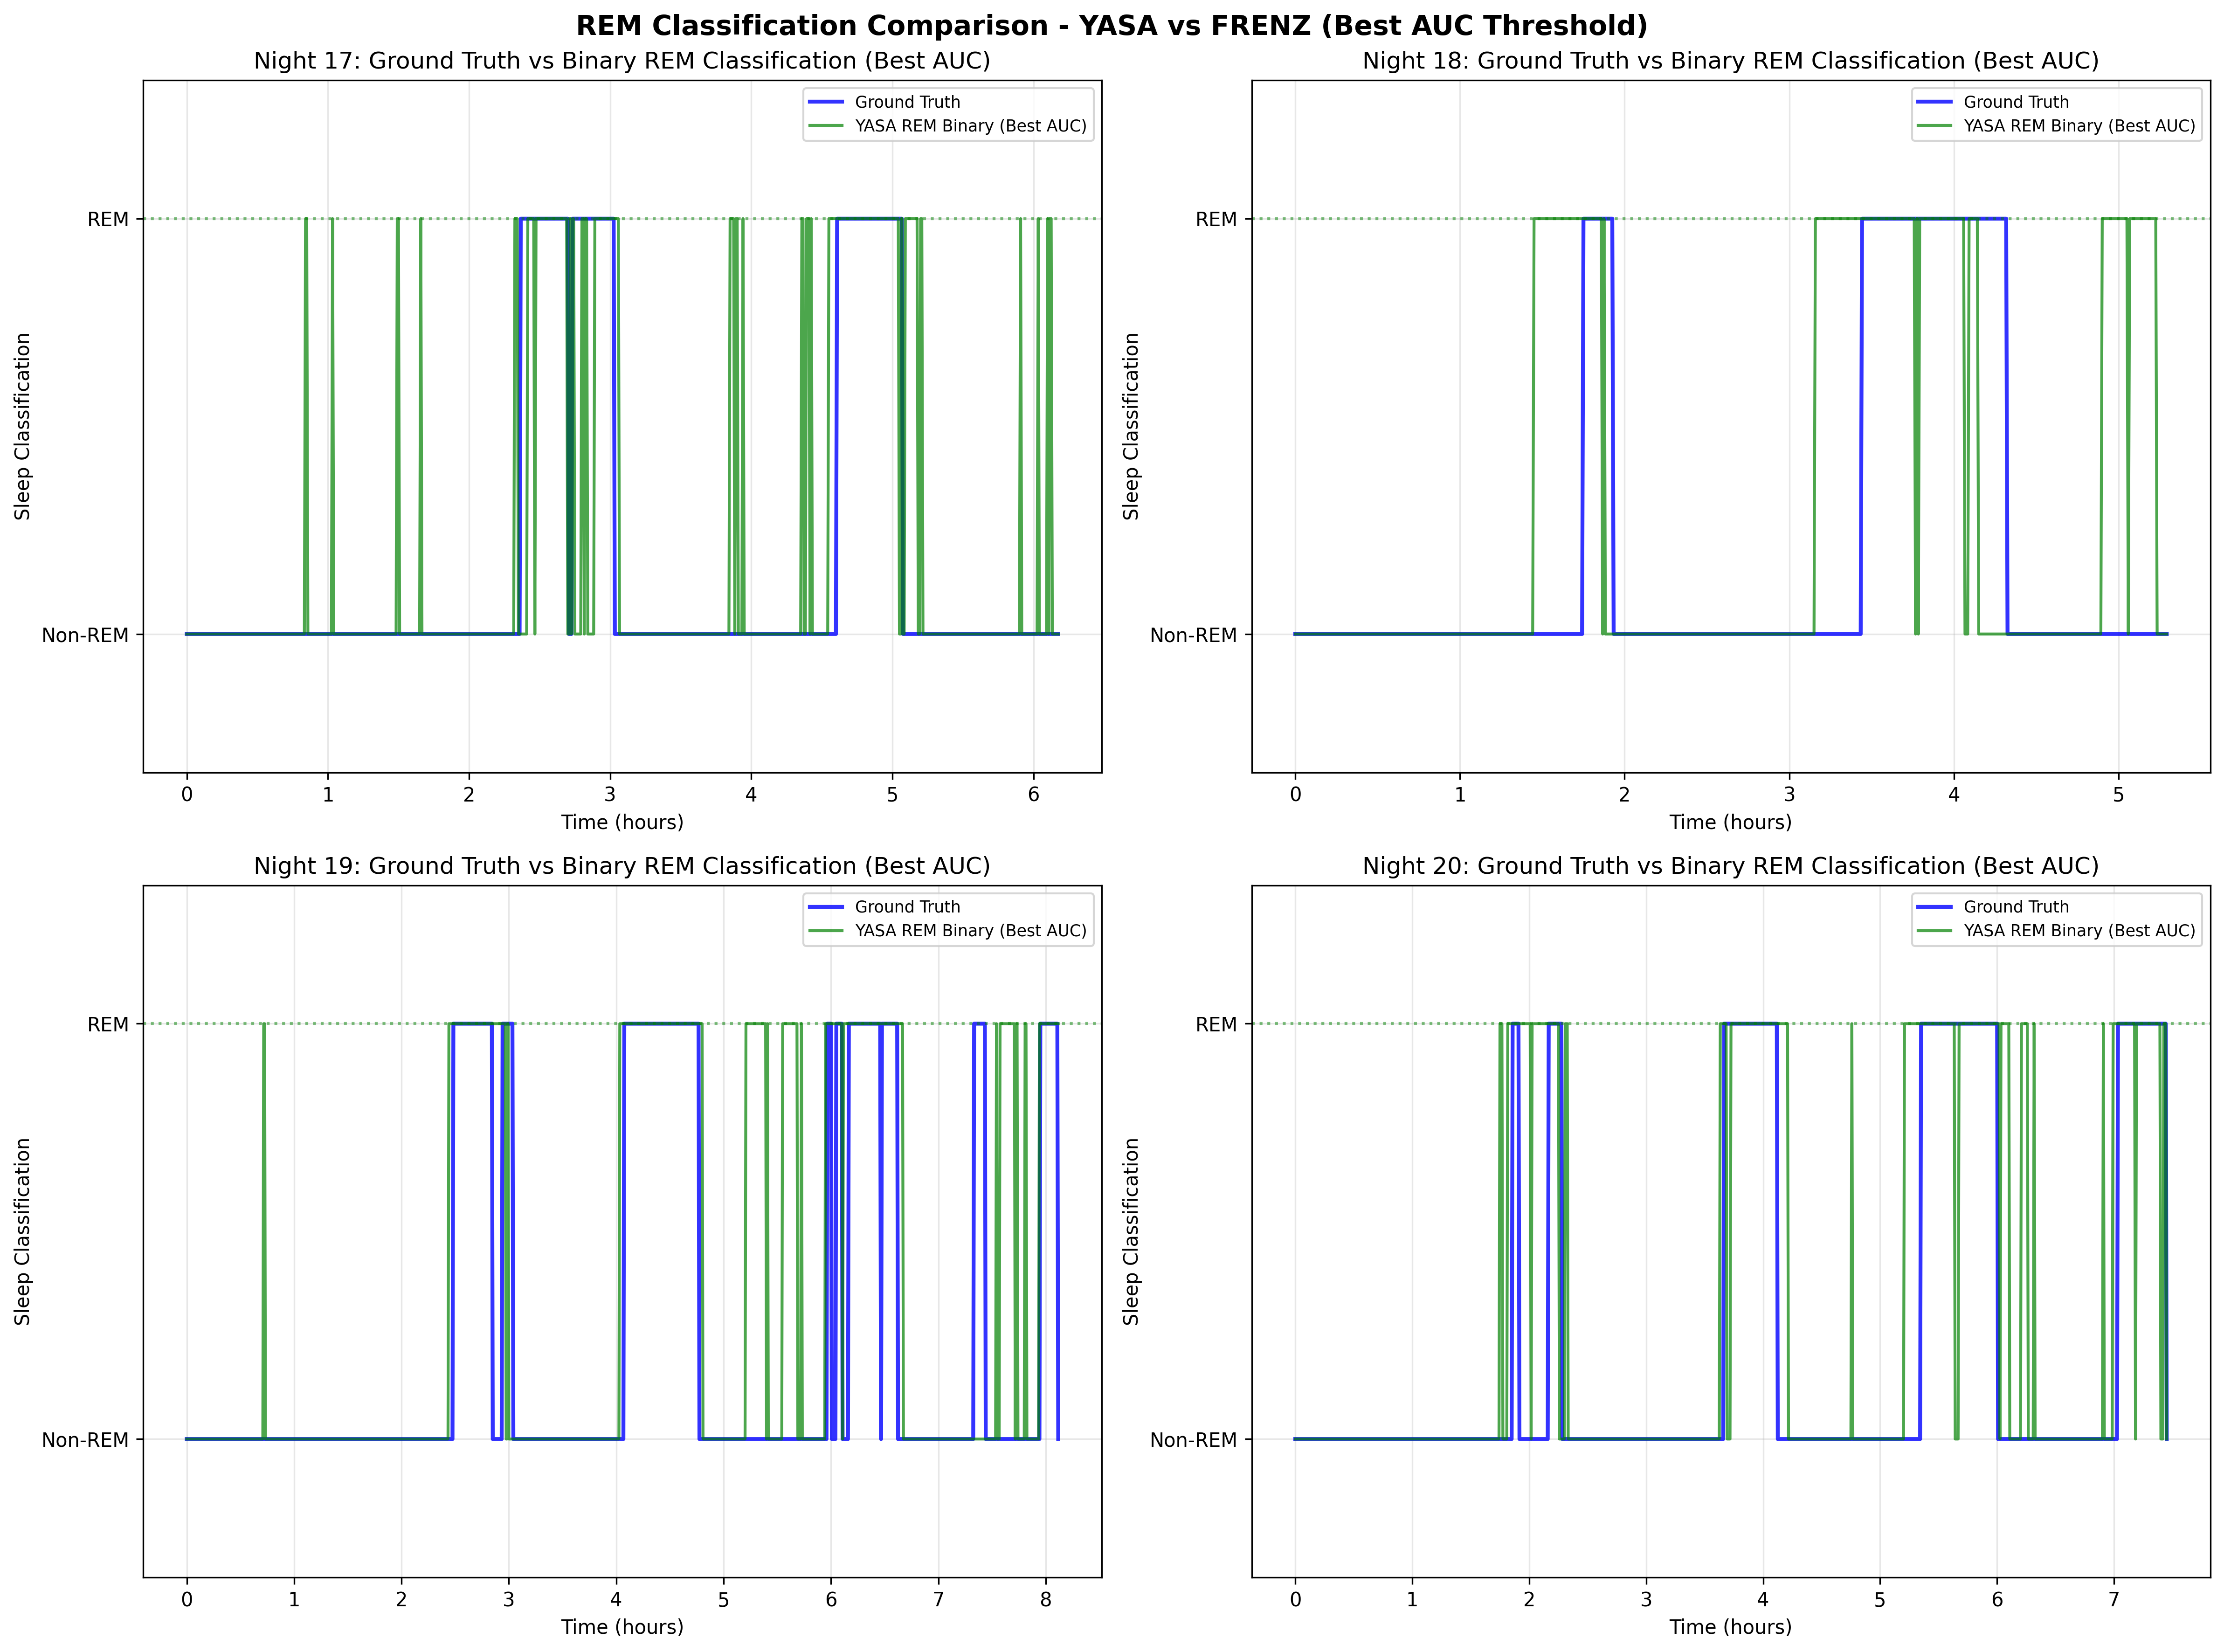 REM Classification Comparison - YASA vs FRENZ (Best AUC Threshold)
Night 17: Ground Truth vs Binary REM Classification (Best AUC)
Ground Truth
YASA REM Binary (Best AUC)
REM
Non-REM
Sleep Classification
0 1 2 3 4 5 6
Time (hours)
Night 18: Ground Truth vs Binary REM Classification (Best AUC)
Ground Truth
YASA REM Binary (Best AUC)
REM
Non-REM
Sleep Classification
0 1 2 3 4 5
Time (hours)
Night 19: Ground Truth vs Binary REM Classification (Best AUC)
Ground Truth
YASA REM Binary (Best AUC)
REM
Non-REM
Sleep Classification
0 1 2 3 4 5 6 7 8
Time (hours)
Night 20: Ground Truth vs Binary REM Classification (Best AUC)
Ground Truth
YASA REM Binary (Best AUC)
REM
Non-REM
Sleep Classification
0 1 2 3 4 5 6 7
Time (hours)